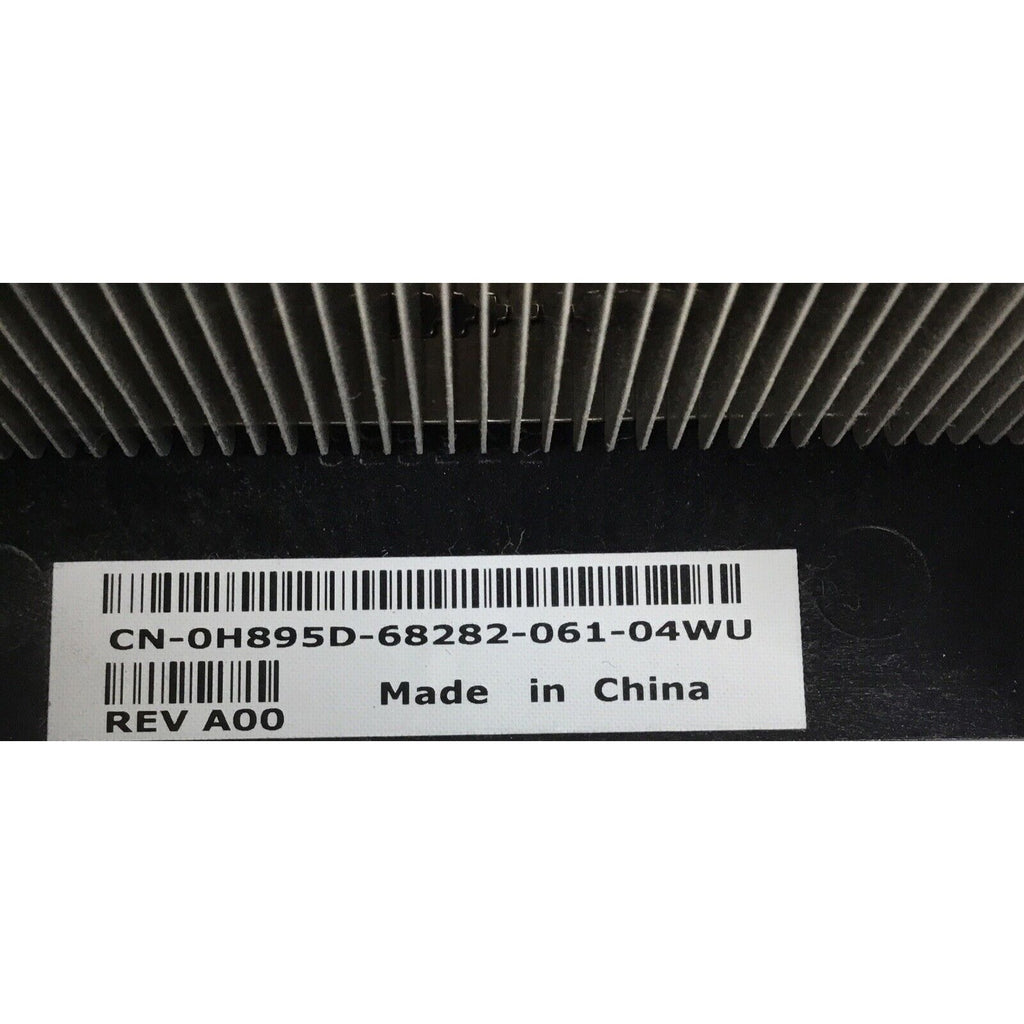 CN-0H895D-68282-061-04WU
REV A00
Made in China